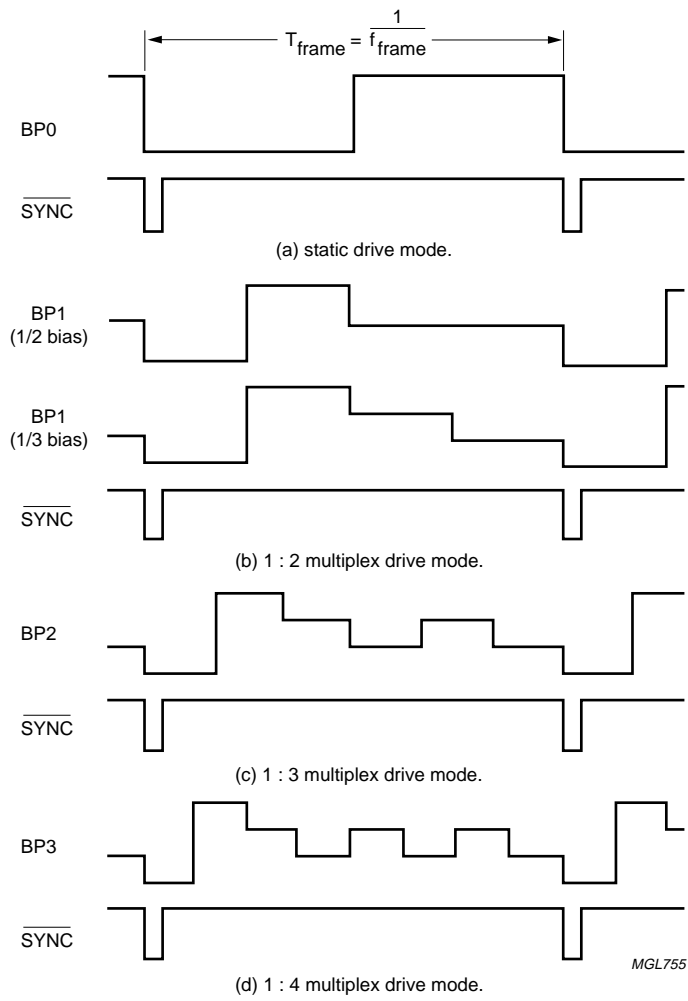 T_frame = 1 / f_frame
BP0
SYNC
(a) static drive mode.
BP1
(1/2 bias)
BP1
(1/3 bias)
SYNC
(b) 1 : 2 multiplex drive mode.
BP2
SYNC
(c) 1 : 3 multiplex drive mode.
BP3
SYNC
MGL755
(d) 1 : 4 multiplex drive mode.